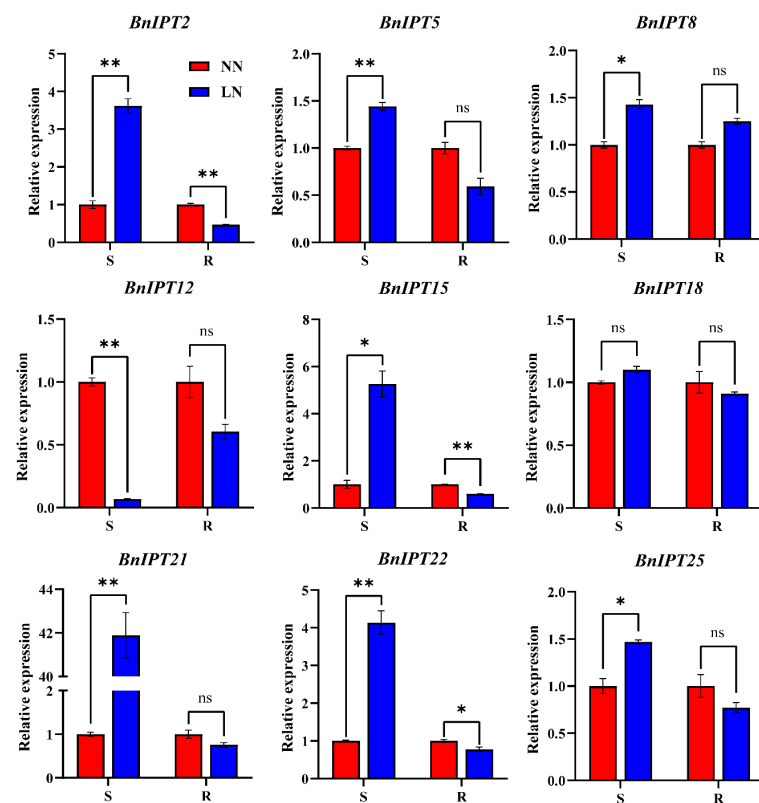 BnIPT2
BnIPT5
BnIPT8
Relative expression
5
4
3
2
1
0
**
**
NN
LN
S
R
Relative expression
2.0
1.5
1.0
0.5
0.0
**
ns
S
R
Relative expression
2.0
1.5
1.0
0.5
0.0
*
ns
S
R
BnIPT12
BnIPT15
BnIPT18
Relative expression
1.5
1.0
0.5
0.0
**
ns
S
R
Relative expression
8
6
4
2
0
*
**
S
R
Relative expression
1.5
1.0
0.5
0.0
ns
ns
S
R
BnIPT21
BnIPT22
BnIPT25
Relative expression
44
42
40
2
1
0
**
ns
S
R
Relative expression
5
4
3
2
1
0
**
*
S
R
Relative expression
2.0
1.5
1.0
0.5
0.0
*
ns
S
R